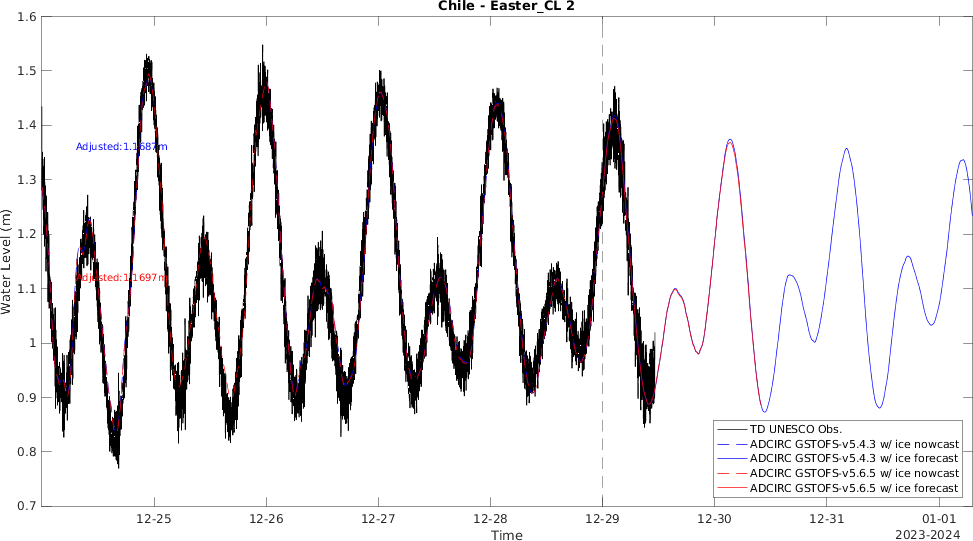 Chile - Easter_CL 2
1.6
1.5
1.4
1.3
1.2
1.1
1
0.9
0.8
0.7
Water Level (m)
Adjusted:1.1687m
Adjusted:1.1697m
TD UNESCO Obs.
ADCIRC GSTOFS-v5.4.3 w/ ice nowcast
ADCIRC GSTOFS-v5.4.3 w/ ice forecast
ADCIRC GSTOFS-v5.6.5 w/ ice nowcast
ADCIRC GSTOFS-v5.6.5 w/ ice forecast
12-25 12-26 12-27 12-28 12-29 12-30 12-31 01-01
Time
2023-2024